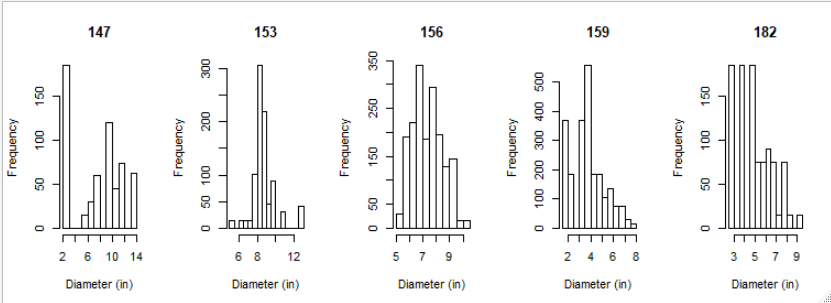 147
153
156
159
182
Frequency
0 50 100 150
2 6 10 14
Diameter (in)
Frequency
0 50 100 200 300
6 8 12
Diameter (in)
Frequency
0 50 150 250 350
5 7 9
Diameter (in)
Frequency
0 100 200 300 400 500
2 4 6 8
Diameter (in)
Frequency
0 50 100 150
3 5 7 9
Diameter (in)